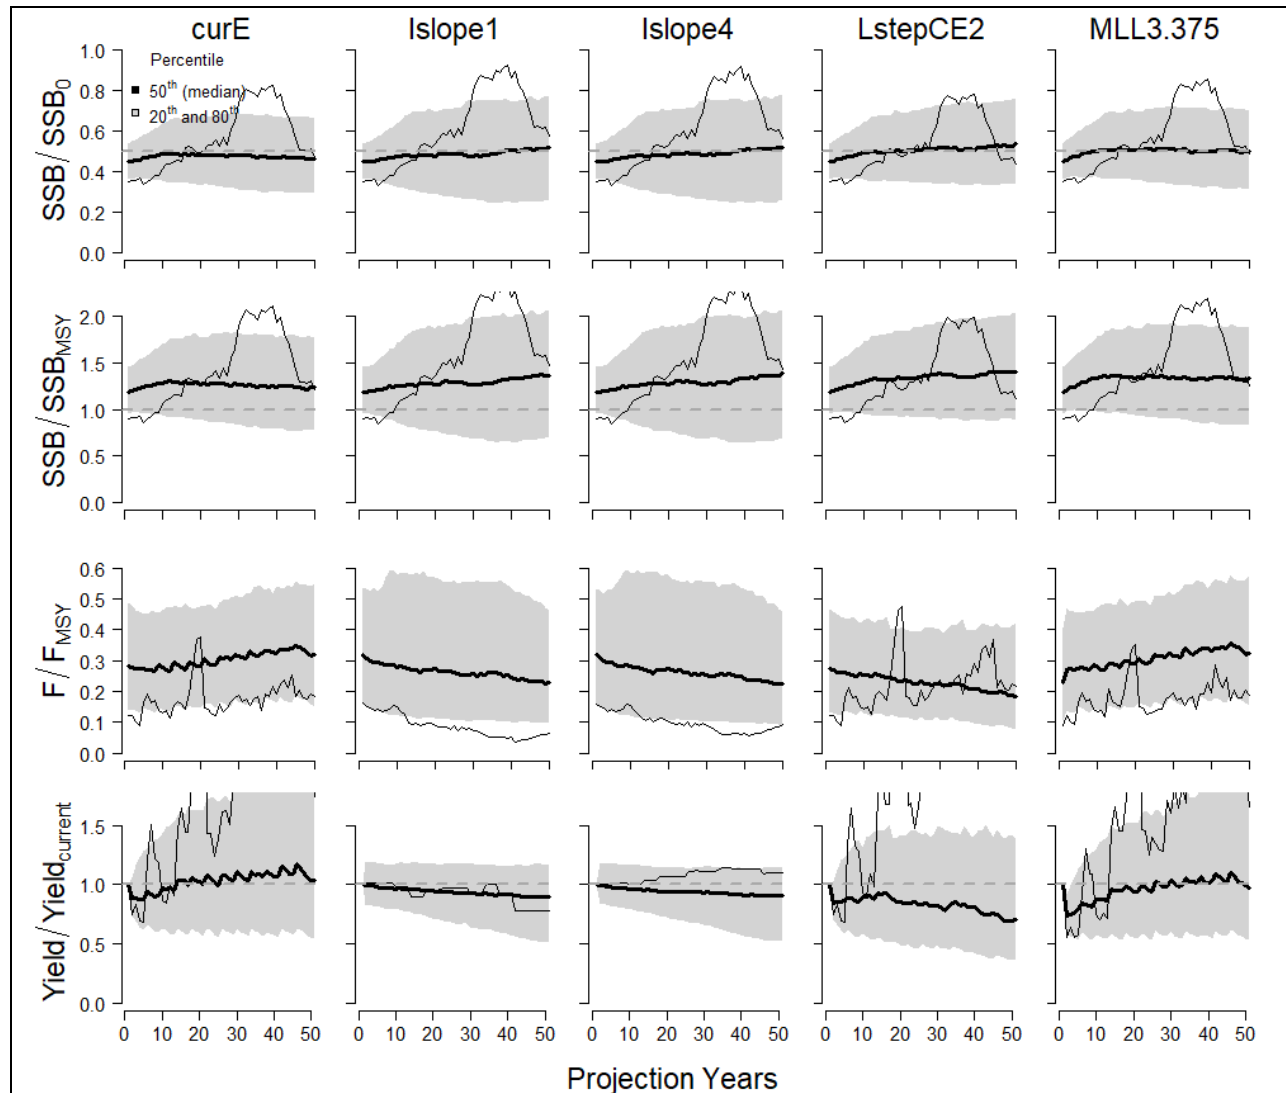 curE Islope1 Islope4 LstepCE2 MLL3.375
Percentile
50th (median)
20th and 80th
SSB / SSB0
1.0
0.8
0.6
0.4
0.2
0.0
SSB / SSBMSY
2.0
1.5
1.0
0.5
0.0
F / FMSY
0.6
0.5
0.4
0.3
0.2
0.1
0.0
Yield / Yieldcurrent
1.5
1.0
0.5
0.0
0 10 20 30 40 50 0 10 20 30 40 50 0 10 20 30 40 50 0 10 20 30 40 50 0 10 20 30 40 50
Projection Years